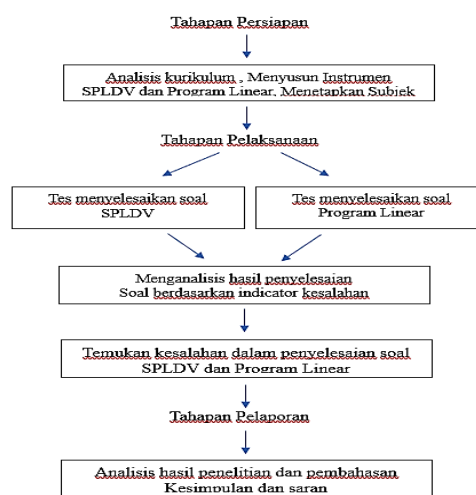 Tahapan Persiapan
Analisis kurikulum , Menyusun Instrumen
SPLDV dan Program Linear, Menetapkan Subjek
Tahapan Pelaksanaan
Tes menyelesaikan soal
SPLDV
Tes menyelesaikan soal
Program Linear
Menganalisis hasil penyelesaian
Soal berdasarkan indicator kesalahan
Temukan kesalahan dalam penyelesaian soal
SPLDV dan Program Linear
Tahapan Pelaporan
Analisis hasil penelitian dan pembahasan
Kesimpulan dan saran